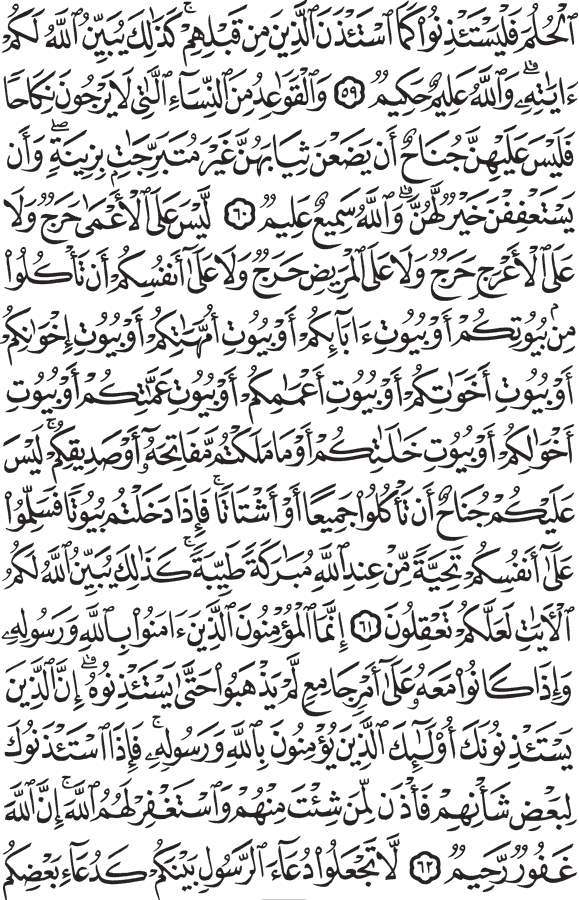 ٱلۡحُلُمَ فَلۡيَسۡتَـٔۡذِنُواْ كَمَا ٱسۡتَـٔۡذَنَ ٱلَّذِينَ مِن قَبۡلِهِمۡۚ كَذَٰلِكَ يُبَيِّنُ ٱللَّهُ لَكُمۡ
ءَايَٰتِهِۦۗ وَٱللَّهُ عَلِيمٌ حَكِيمٞ ٥٩ وَٱلۡقَوَٰعِدُ مِنَ ٱلنِّسَآءِ ٱلَّٰتِي لَا يَرۡجُونَ نِكَاحٗا
فَلَيۡسَ عَلَيۡهِنَّ جُنَاحٌ أَن يَضَعۡنَ ثِيَابَهُنَّ غَيۡرَ مُتَبَرِّجَٰتِۭ بِزِينَةٖۖ وَأَن
يَسۡتَعۡفِفۡنَ خَيۡرٞ لَّهُنَّۗ وَٱللَّهُ سَمِيعٌ عَلِيمٞ ٦٠ لَّيۡسَ عَلَى ٱلۡأَعۡمَىٰ حَرَجٞ وَلَا
عَلَى ٱلۡأَعۡرَجِ حَرَجٞ وَلَا عَلَى ٱلۡمَرِيضِ حَرَجٞ وَلَا عَلَىٰٓ أَنفُسِكُمۡ أَن تَأۡكُلُواْ
مِنۢ بُيُوتِكُمۡ أَوۡ بُيُوتِ ءَابَآئِكُمۡ أَوۡ بُيُوتِ أُمَّهَٰتِكُمۡ أَوۡ بُيُوتِ إِخۡوَٰنِكُمۡ
أَوۡ بُيُوتِ أَخَوَٰتِكُمۡ أَوۡ بُيُوتِ أَعۡمَٰمِكُمۡ أَوۡ بُيُوتِ عَمَّٰتِكُمۡ أَوۡ بُيُوتِ
أَخۡوَٰلِكُمۡ أَوۡ بُيُوتِ خَٰلَٰتِكُمۡ أَوۡ مَا مَلَكۡتُم مَّفَاتِحَهُۥٓ أَوۡ صَدِيقِكُمۡۚ لَيۡسَ
عَلَيۡكُمۡ جُنَاحٌ أَن تَأۡكُلُواْ جَمِيعًا أَوۡ أَشۡتَاتٗاۚ فَإِذَا دَخَلۡتُم بُيُوتٗا فَسَلِّمُواْ
عَلَىٰٓ أَنفُسِكُمۡ تَحِيَّةٗ مِّنۡ عِندِ ٱللَّهِ مُبَٰرَكَةٗ طَيِّبَةٗۚ كَذَٰلِكَ يُبَيِّنُ ٱللَّهُ لَكُمُ
ٱلۡأٓيَٰتِ لَعَلَّكُمۡ تَعۡقِلُونَ ٦١ إِنَّمَا ٱلۡمُؤۡمِنُونَ ٱلَّذِينَ ءَامَنُواْ بِٱللَّهِ وَرَسُولِهِۦ
وَإِذَا كَانُواْ مَعَهُۥ عَلَىٰٓ أَمۡرٖ جَامِعٖ لَّمۡ يَذۡهَبُواْ حَتَّىٰ يَسۡتَـٔۡذِنُوهُۗ إِنَّ ٱلَّذِينَ
يَسۡتَـٔۡذِنُونَكَ أُوْلَٰٓئِكَ ٱلَّذِينَ يُؤۡمِنُونَ بِٱللَّهِ وَرَسُولِهِۦۚ فَإِذَا ٱسۡتَـٔۡذَنُوكَ
لِبَعۡضِ شَأۡنِهِمۡ فَأۡذَن لِّمَن شِئۡتَ مِنۡهُمۡ وَٱسۡتَغۡفِرۡ لَهُمُ ٱللَّهَۚ إِنَّ ٱللَّهَ
غَفُورٞ رَّحِيمٞ ٦٢ لَّا تَجۡعَلُواْ دُعَآءَ ٱلرَّسُولِ بَيۡنَكُمۡ كَدُعَآءِ بَعۡضِكُم